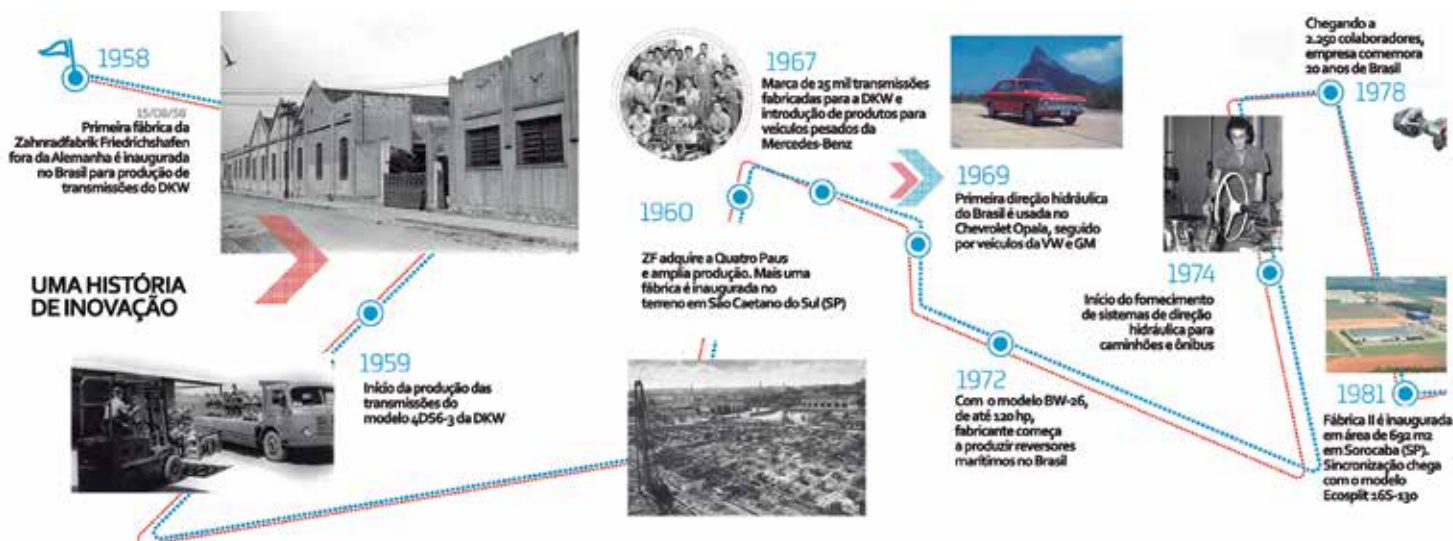 1958
15/08/58
Primeira fábrica da
Zahnradfabrik Friedrichshafen
fora da Alemanha é inaugurada
no Brasil para produção de
transmissões do DKW
UMA HISTÓRIA
DE INOVAÇÃO
1959
Início da produção das
transmissões do
modelo 4DS6-3 da DKW
1960
ZF adquire a Quatro Paus
e amplia produção. Mais uma
fábrica é inaugurada no
terreno em São Caetano do Sul (SP)
1967
Marca de 25 mil transmissões
fabricadas para a DKW e
introdução de produtos para
veículos pesados da
Mercedes-Benz
1969
Primeira direção hidráulica
do Brasil é usada no
Chevrolet Opala, seguido
por veículos da VW e GM
1972
Com o modelo BW-26,
de até 120 hp,
fabricante começa
a produzir reversores
marítimos no Brasil
1974
Início do fornecimento
de sistemas de direção
hidráulica para
caminhões e ônibus
Chegando a
2.250 colaboradores,
empresa comemora
20 anos de Brasil
1978
1981
Fábrica II é inaugurada
em área de 692 m2
em Sorocaba (SP).
Sincronização chega
com o modelo
Ecosplit 16S-130